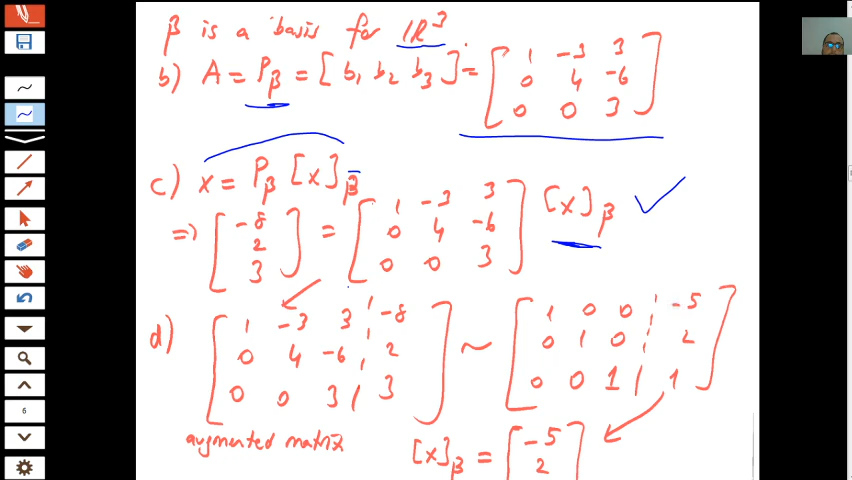 β is a basis for ℝ³.
b) A = Pβ = [ b₁ b₂ b₃ ] = [ 1 -3 3
0 4 -6
0 0 3 ]
c) x = Pβ [x]β
=> [ -8
2
3 ] = [ 1 -3 3
0 4 -6
0 0 3 ] [x]β ✓
d) [ 1 -3 3 | -8
0 4 -6 | 2
0 0 3 | 3 ] ~ [ 1 0 0 | -5
0 1 0 | 2
0 0 1 | 1 ]
augmented matrix
[x]β = [ -5
2 ]
6